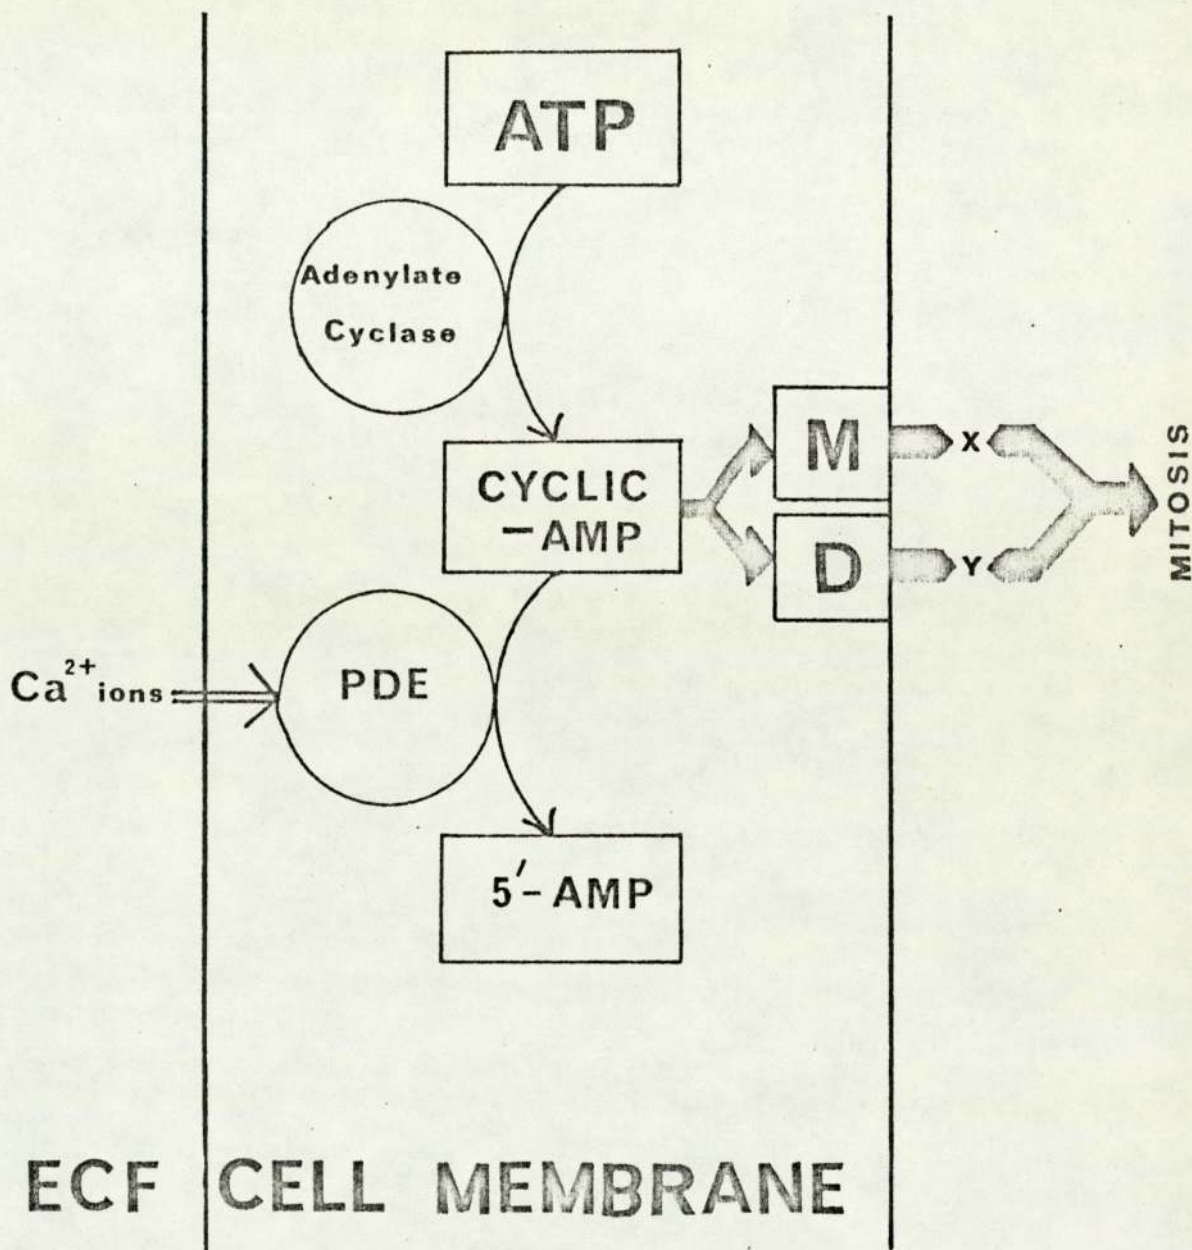 ATP
Adenylate
Cyclase
CYCLIC
-AMP
M
D
X
Y
MITOSIS
Ca²⁺ ions
PDE
5′-AMP
ECF
CELL MEMBRANE